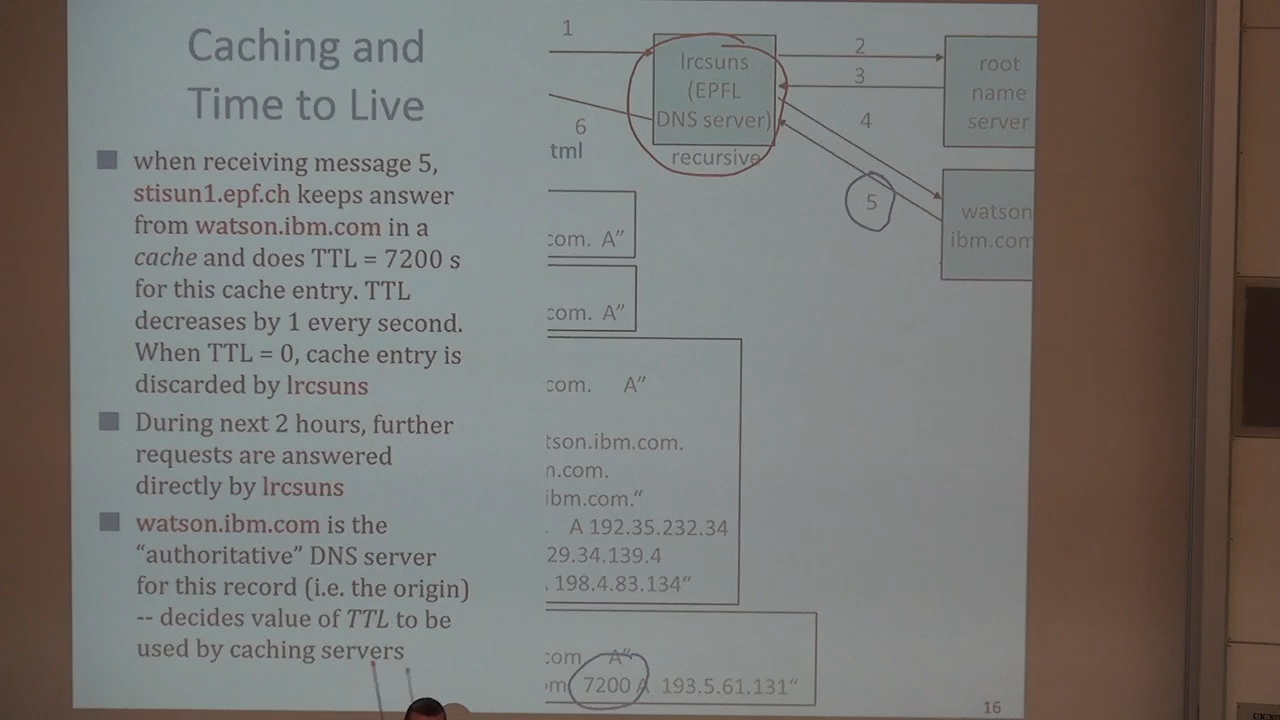 Caching and
Time to Live
when receiving message 5,
stisun1.epf.ch keeps answer
from watson.ibm.com in a
cache and does TTL = 7200 s
for this cache entry. TTL
decreases by 1 every second.
When TTL = 0, cache entry is
discarded by lrcsuns
During next 2 hours, further
requests are answered
directly by lrcsuns
watson.ibm.com is the
“authoritative” DNS server
for this record (i.e. the origin)
-- decides value of TTL to be
used by caching servers
1
lrcsuns
(EPFL
DNS server)
recursive
2
3
root
name
server
4
6
tml
5
watson
ibm.com
com. A”
com. A”
com. A”
tson.ibm.com.
m.com.
ibm.com.“
. A 192.35.232.34
29.34.139.4
A 198.4.83.134“
com A”
om 7200 A 193.5.61.131“
16